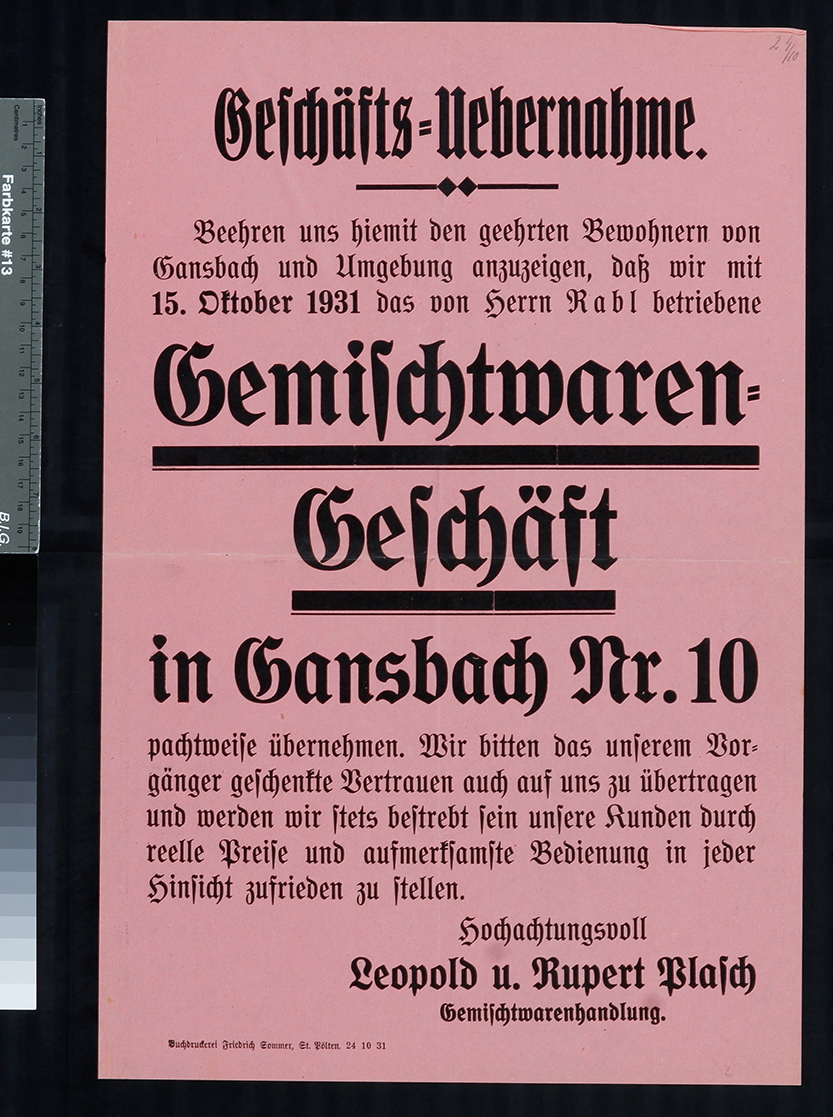 Geschäfts=Uebernahme.
Beehren uns hiemit den geehrten Bewohnern von
Gansbach und Umgebung anzuzeigen, daß wir mit
15. Oktober 1931 das von Herrn Rabl betriebene
Gemischtwaren=
Geschäft
in Gansbach Nr. 10
pachtweise übernehmen. Wir bitten das unserem Vor=
gänger geschenkte Vertrauen auch auf uns zu übertragen
und werden wir stets bestrebt sein unsere Kunden durch
reelle Preise und aufmerksamste Bedienung in jeder
Hinsicht zufrieden zu stellen.
Hochachtungsvoll
Leopold u. Rupert Plasch
Gemischtwarenhandlung.
Buchdruckerei Friedrich Sommer, St. Pölten. 24 10 31
Farbkarte #13
B.I.G.
Centimetres
Inches